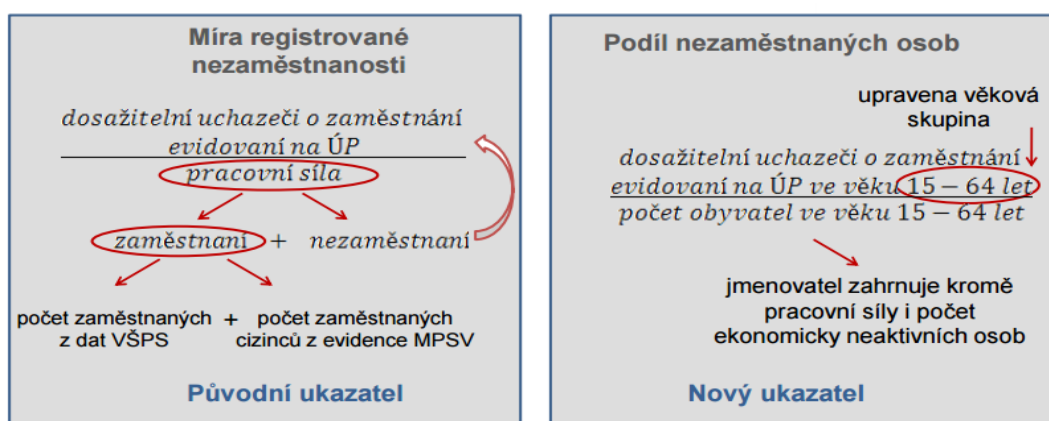 Míra registrované
nezaměstnanosti
dosažitelní uchazeči o zaměstnání
evidovaní na ÚP
pracovní síla
zaměstnaní + nezaměstnaní
počet zaměstnaných + počet zaměstnaných
z dat VŠPS cizinců z evidence MPSV
Původní ukazatel
Podíl nezaměstnaných osob
upravena věková
skupina
dosažitelní uchazeči o zaměstnání
evidovaní na ÚP ve věku 15 – 64 let
počet obyvatel ve věku 15 – 64 let
jmenovatel zahrnuje kromě
pracovní síly i počet
ekonomicky neaktivních osob
Nový ukazatel